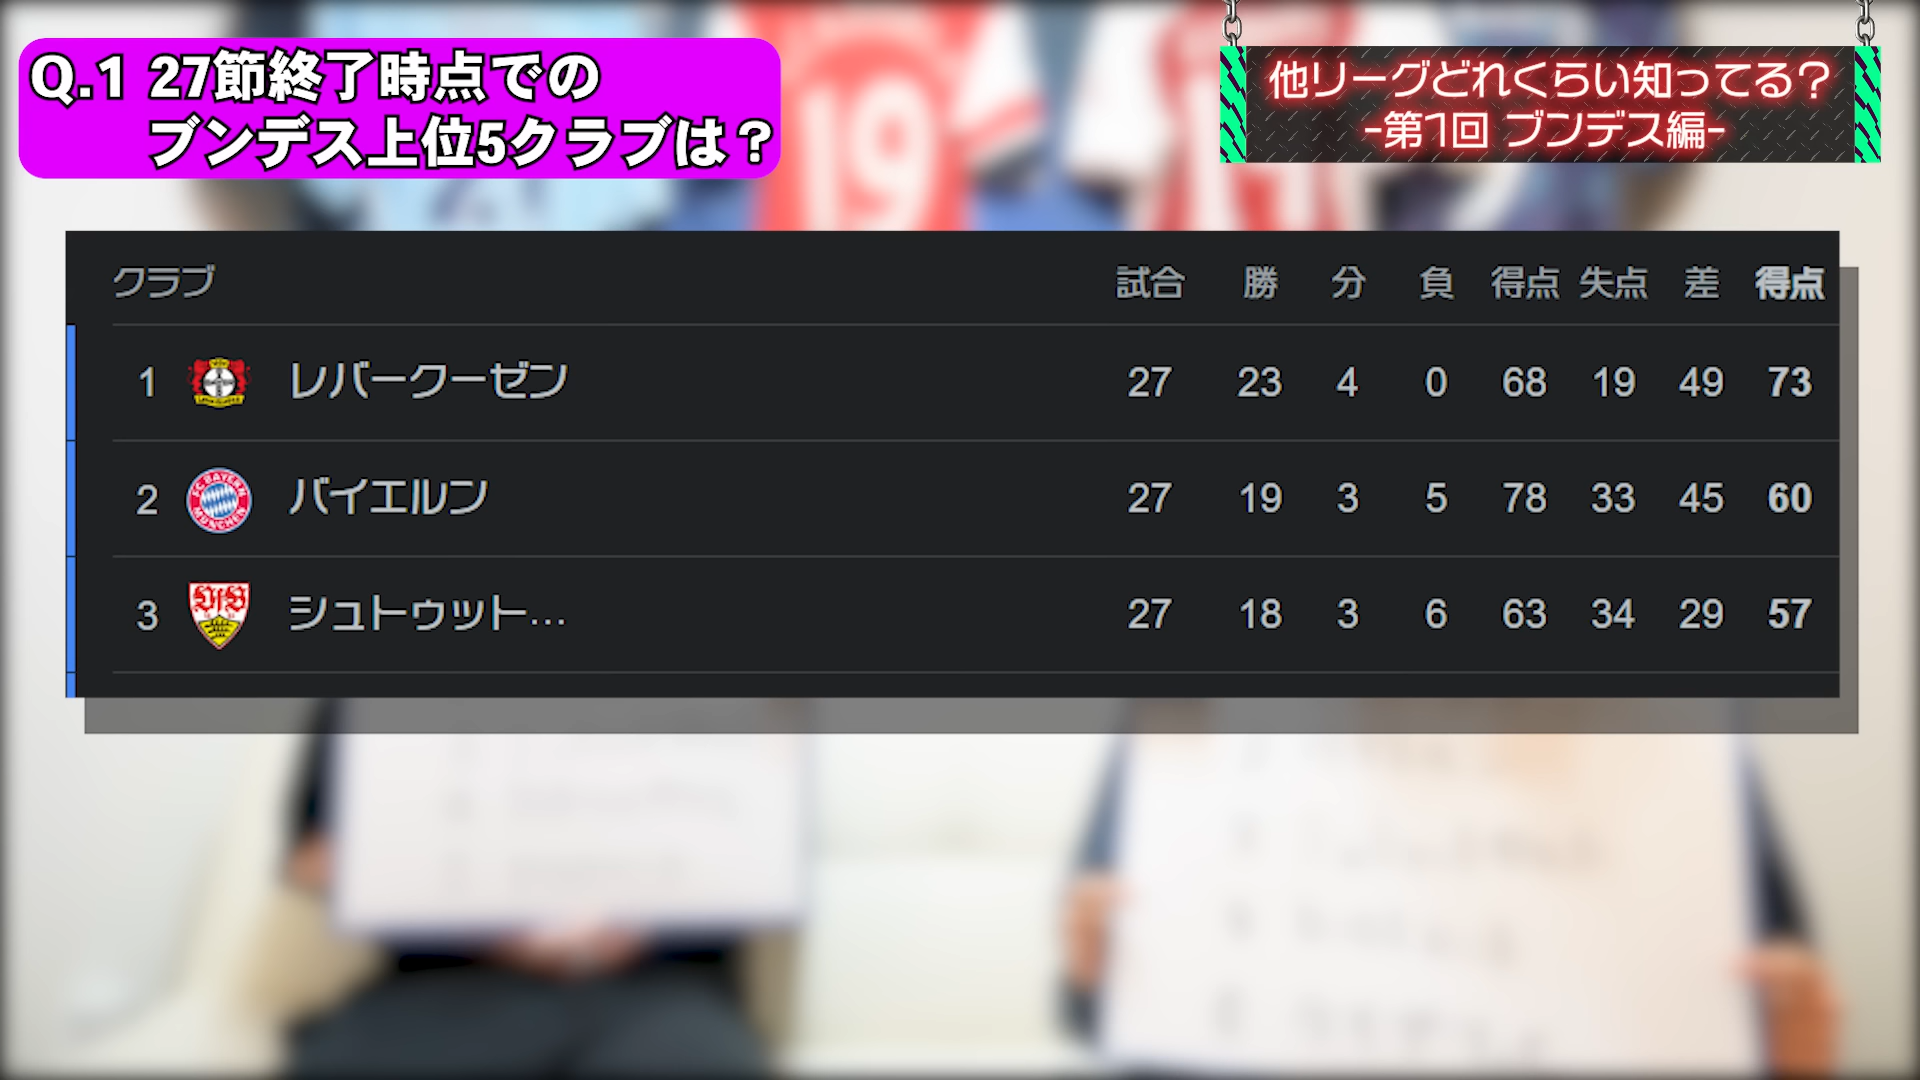 Q.1 27節終了時点での
ブンデス上位5クラブは？
他リーグどれくらい知ってる？
-第1回 ブンデス編-
19
クラブ 試合 勝 分 負 得点 失点 差 得点
1 レバークーゼン 27 23 4 0 68 19 49 73
2 FC BAYERN MÜNCHEN バイエルン 27 19 3 5 78 33 45 60
3 VfB シュトゥット... 27 18 3 6 63 34 29 57